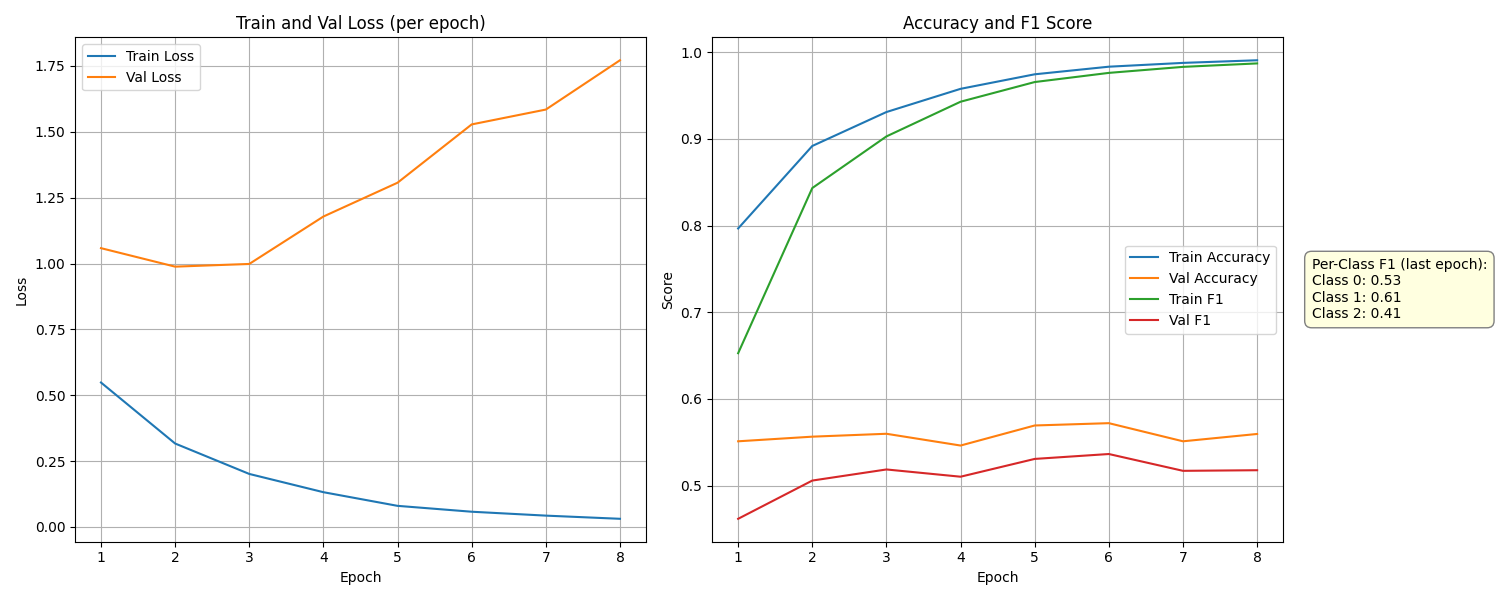 Train and Val Loss (per epoch)
Train Loss
Val Loss
1.75
1.50
1.25
1.00
0.75
0.50
0.25
0.00
Loss
1 2 3 4 5 6 7 8
Epoch
Accuracy and F1 Score
1.0
0.9
0.8
0.7
0.6
0.5
Score
Train Accuracy
Val Accuracy
Train F1
Val F1
1 2 3 4 5 6 7 8
Epoch
Per-Class F1 (last epoch):
Class 0: 0.53
Class 1: 0.61
Class 2: 0.41